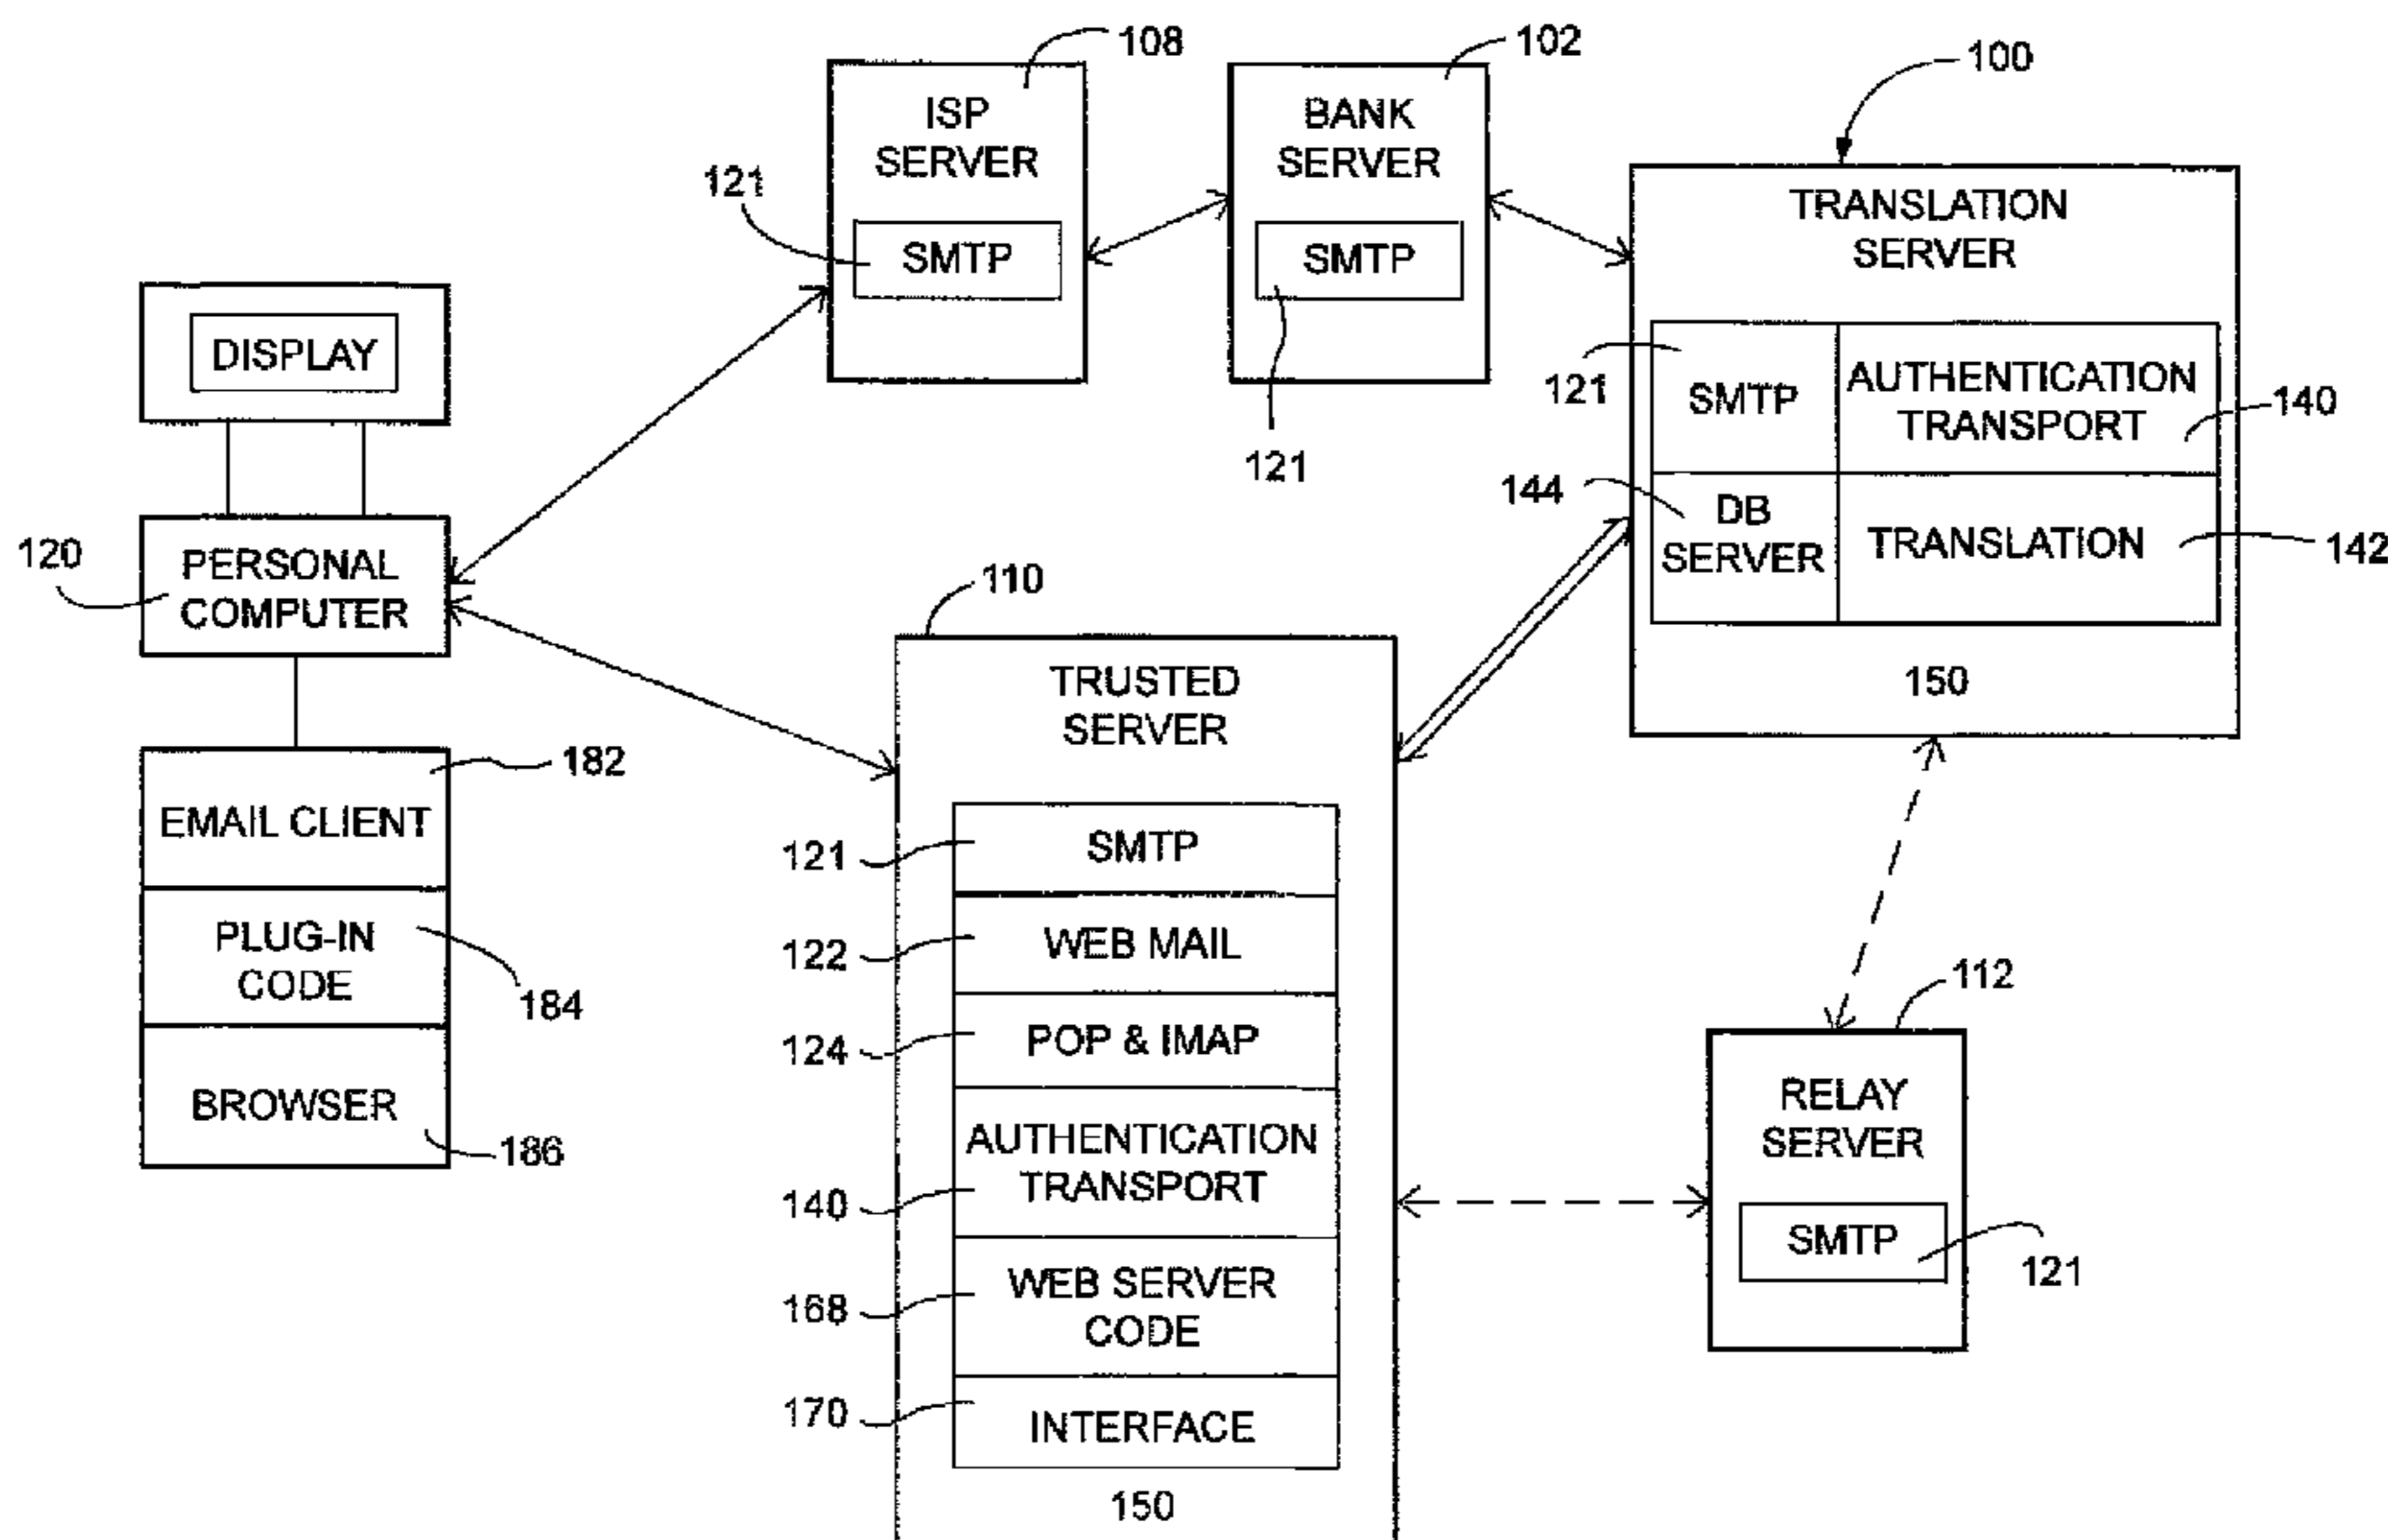 108
ISP
SERVER
121
SMTP
102
BANK
SERVER
SMTP
121
100
TRANSLATION
SERVER
121
SMTP
AUTHENTICATION
TRANSPORT
140
144
DB
SERVER
TRANSLATION
142
150
DISPLAY
120
PERSONAL
COMPUTER
182
EMAIL CLIENT
PLUG-IN
CODE
184
BROWSER
186
110
TRUSTED
SERVER
121
SMTP
122
WEB MAIL
124
POP & IMAP
AUTHENTICATION
TRANSPORT
140
WEB SERVER
CODE
168
170
INTERFACE
150
112
RELAY
SERVER
SMTP
121